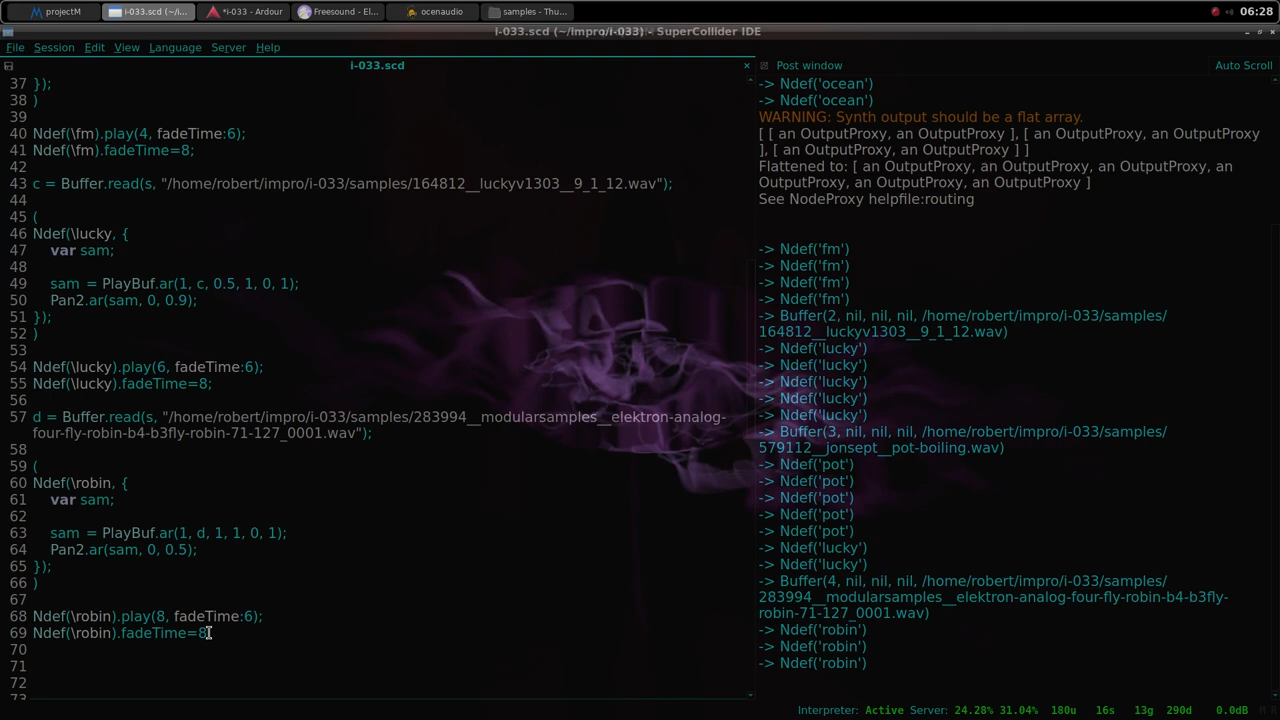 projectM
i-033.scd (~/i...
*i-033 - Ardour
Freesound - El...
ocenaudio
samples - Thu...
06:28
i-033.scd (~/impro/i-033) - SuperCollider IDE
File Session Edit View Language Server Help
i-033.scd
37 });
38 )
39
40 Ndef(\fm).play(4, fadeTime:6);
41 Ndef(\fm).fadeTime=8;
42
43 c = Buffer.read(s, "/home/robert/impro/i-033/samples/164812__luckyv1303__9_1_12.wav");
44
45 (
46 Ndef(\lucky, {
47 var sam;
48
49 sam = PlayBuf.ar(1, c, 0.5, 1, 0, 1);
50 Pan2.ar(sam, 0, 0.9);
51 });
52 )
53
54 Ndef(\lucky).play(6, fadeTime:6);
55 Ndef(\lucky).fadeTime=8;
56
57 d = Buffer.read(s, "/home/robert/impro/i-033/samples/283994__modularsamples__elektron-analog-
four-fly-robin-b4-b3fly-robin-71-127_0001.wav");
58
59 (
60 Ndef(\robin, {
61 var sam;
62
63 sam = PlayBuf.ar(1, d, 1, 1, 0, 1);
64 Pan2.ar(sam, 0, 0.5);
65 });
66 )
67
68 Ndef(\robin).play(8, fadeTime:6);
69 Ndef(\robin).fadeTime=8
70
71
72
73
Post window
Auto Scroll
-> Ndef('ocean')
-> Ndef('ocean')
WARNING: Synth output should be a flat array.
[ [ an OutputProxy, an OutputProxy ], [ an OutputProxy, an OutputProxy
], [ an OutputProxy, an OutputProxy ] ]
Flattened to: [ an OutputProxy, an OutputProxy, an OutputProxy, an
OutputProxy, an OutputProxy, an OutputProxy ]
See NodeProxy helpfile:routing
-> Ndef('fm')
-> Ndef('fm')
-> Ndef('fm')
-> Ndef('fm')
-> Buffer(2, nil, nil, nil, /home/robert/impro/i-033/samples/
164812__luckyv1303__9_1_12.wav)
-> Ndef('lucky')
-> Ndef('lucky')
-> Ndef('lucky')
-> Ndef('lucky')
-> Ndef('lucky')
-> Buffer(3, nil, nil, nil, /home/robert/impro/i-033/samples/
579112__jonsept__pot-boiling.wav)
-> Ndef('pot')
-> Ndef('pot')
-> Ndef('pot')
-> Ndef('pot')
-> Ndef('pot')
-> Ndef('lucky')
-> Ndef('lucky')
-> Buffer(4, nil, nil, nil, /home/robert/impro/i-033/samples/
283994__modularsamples__elektron-analog-four-fly-robin-b4-b3fly-
robin-71-127_0001.wav)
-> Ndef('robin')
-> Ndef('robin')
-> Ndef('robin')
Interpreter: Active Server: 24.28% 31.04% 180u 16s 13g 290d 0.0dB